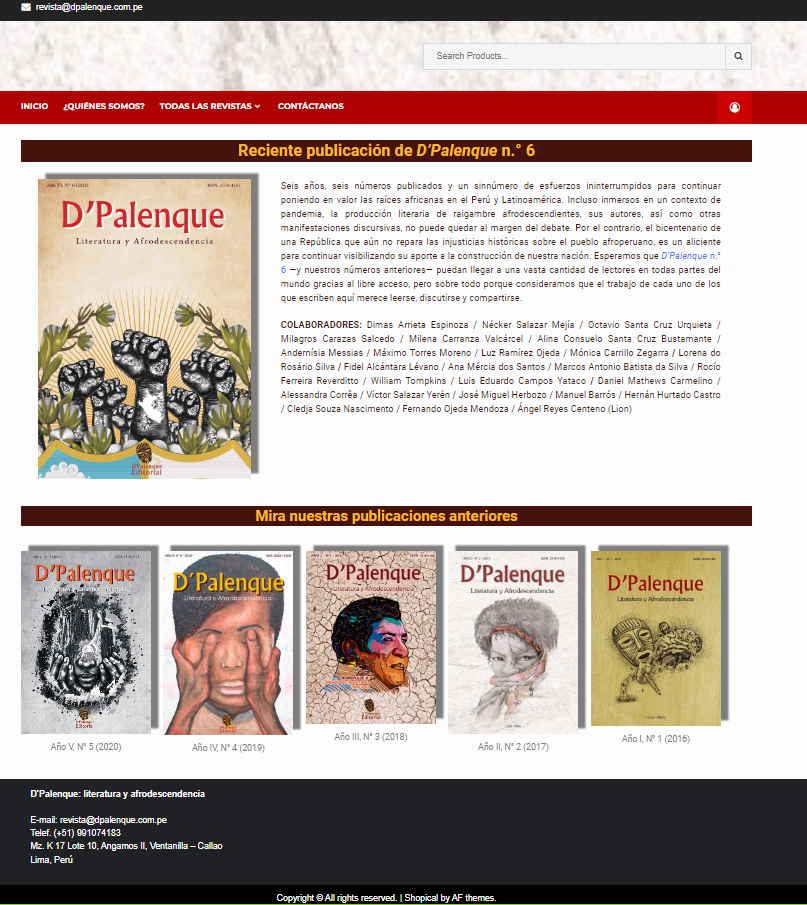 revista@dpalenque.com.pe
Search Products...
INICIO ¿QUIÉNES SOMOS? TODAS LAS REVISTAS CONTÁCTANOS
Reciente publicación de D'Palenque n.° 6
D'Palenque
Literatura y Afrodescendencia
D'Palenque
Editorial
Seis años, seis números publicados y un sinnúmero de esfuerzos ininterrumpidos para continuar
poniendo en valor las raíces africanas en el Perú y Latinoamérica. Incluso inmersos en un contexto de
pandemia, la producción literaria de raigambre afrodescendientes, sus autores, así como otras
manifestaciones discursivas, no puede quedar al margen del debate. Por el contrario, el bicentenario de
una República que aún no repara las injusticias históricas sobre el pueblo afroperuano, es un aliciente
para continuar visibilizando su aporte a la construcción de nuestra nación. Esperamos que D'Palenque n.°
6 —y nuestros números anteriores— puedan llegar a una vasta cantidad de lectores en todas partes del
mundo gracias al libre acceso, pero sobre todo porque consideramos que el trabajo de cada uno de los
que escriben aquí merece leerse, discutirse y compartirse.
COLABORADORES: Dimas Arrieta Espinoza / Nécker Salazar Mejía / Octavio Santa Cruz Urquieta /
Milagros Carazas Salcedo / Milena Carranza Valcárcel / Alina Consuelo Santa Cruz Bustamante /
Andernísia Messias / Máximo Torres Moreno / Luz Ramírez Ojeda / Mónica Carrillo Zegarra / Lorena do
Rosário Silva / Fidel Alcántara Lévano / Ana Mércia dos Santos / Marcos Antonio Batista da Silva / Rocío
Ferreira Reverditto / William Tompkins / Luis Eduardo Campos Yataco / Daniel Mathews Carmelino /
Alessandra Corrêa / Víctor Salazar Yerén / José Miguel Herbozo / Manuel Barrós / Hernán Hurtado Castro
/ Cledja Souza Nascimento / Fernando Ojeda Mendoza / Ángel Reyes Centeno (Lion)
Mira nuestras publicaciones anteriores
D'Palenque
Literatura y Afrodescendencia
Año V, N° 5 (2020)
D'Palenque
Literatura y Afrodescendencia
Año IV, N° 4 (2019)
D'Palenque
Literatura y Afrodescendencia
Año III, N° 3 (2018)
D'Palenque
Literatura y Afrodescendencia
Año II, N° 2 (2017)
D'Palenque
Literatura y Afrodescendencia
Año I, N° 1 (2016)
D'Palenque: literatura y afrodescendencia
E-mail: revista@dpalenque.com.pe
Telef. (+51) 991074183
Mz. K 17 Lote 10, Angamos II, Ventanilla – Callao
Lima, Perú
Copyright © All rights reserved. | Shopical by AF themes.